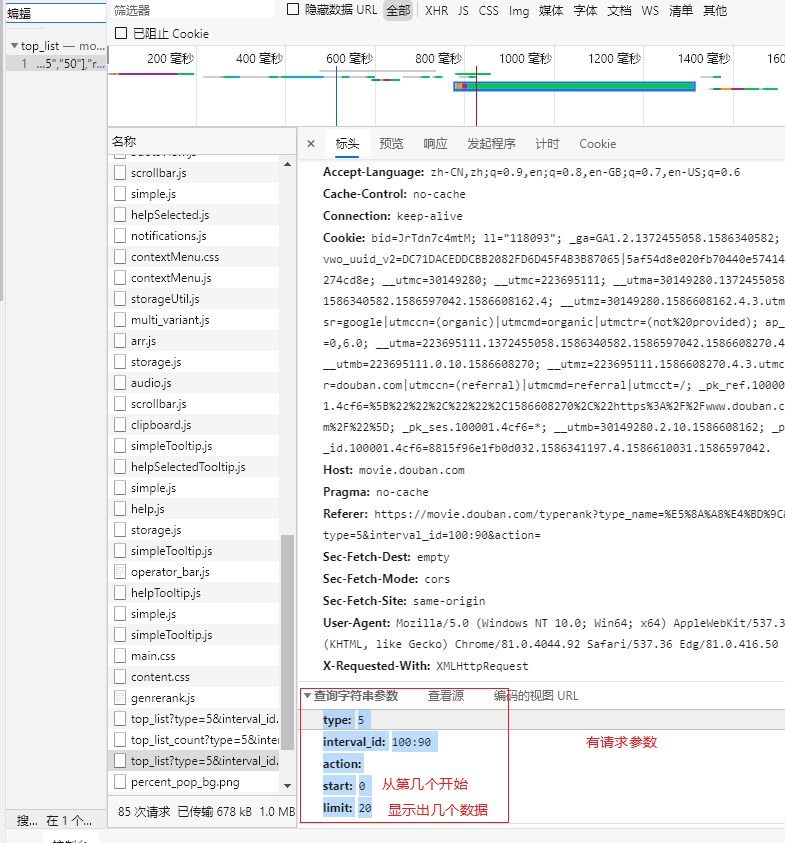 蝙蝠
筛选器
隐藏数据 URL 全部 XHR JS CSS Img 媒体 字体 文档 WS 清单 其他
已阻止 Cookie
top_list — mo...
1 ...5","50"],"r...
200 毫秒 400 毫秒 600 毫秒 800 毫秒 1000 毫秒 1200 毫秒 1400 毫秒 160
名称
scrollbar.js
simple.js
helpSelected.js
notifications.js
contextMenu.css
contextMenu.js
storageUtil.js
multi_variant.js
arr.js
storage.js
audio.js
scrollbar.js
clipboard.js
simpleTooltip.js
helpSelectedTooltip.js
simple.js
help.js
storage.js
simpleTooltip.js
operator_bar.js
helpTooltip.js
simple.js
simpleTooltip.js
main.css
content.css
genrerank.js
top_list?type=5&interval_id.
top_list_count?type=5&inter
top_list?type=5&interval_id.
percent_pop_bg.png
85 次请求 已传输 678 kB 1.0 MB
搜... 在 1 个...
× 标头 预览 响应 发起程序 计时 Cookie
Accept-Language: zh-CN,zh;q=0.9,en;q=0.8,en-GB;q=0.7,en-US;q=0.6
Cache-Control: no-cache
Connection: keep-alive
Cookie: bid=JrTdn7c4mtM; ll="118093"; _ga=GA1.2.1372455058.1586340582;
vwo_uuid_v2=DC71DACEDDCBB2082FD6D45F4B3B87065|5af54d8e020fb70440e57414
274cd8e; __utmc=30149280; __utmc=223695111; __utma=30149280.1372455058
1586340582.1586597042.1586608162.4; __utmz=30149280.1586608162.4.3.utm
sr=google|utmccn=(organic)|utmcmd=organic|utmctr=(not%20provided); ap_
=0,6.0; __utma=223695111.1372455058.1586340582.1586597042.1586608270.4
__utmb=223695111.0.10.1586608270; __utmz=223695111.1586608270.4.3.utmc
r=douban.com|utmccn=(referral)|utmcmd=referral|utmcct=/; _pk_ref.10000
1.4cf6=%5B%22%22%2C%22%22%2C1586608270%2C%22https%3A%2F%2Fwww.douban.c
m%2F%22%5D; _pk_ses.100001.4cf6=*; __utmb=30149280.2.10.1586608162; _p
_id.100001.4cf6=8815f96e1fb0d032.1586341197.4.1586610031.1586597042.
Host: movie.douban.com
Pragma: no-cache
Referer: https://movie.douban.com/typerank?type_name=%E5%8A%A8%E4%BD%9C&
type=5&interval_id=100:90&action=
Sec-Fetch-Dest: empty
Sec-Fetch-Mode: cors
Sec-Fetch-Site: same-origin
User-Agent: Mozilla/5.0 (Windows NT 10.0; Win64; x64) AppleWebKit/537.3
(KHTML, like Gecko) Chrome/81.0.4044.92 Safari/537.36 Edg/81.0.416.50
X-Requested-With: XMLHttpRequest
查询字符串参数 查看源 编码的视图 URL
type: 5
interval_id: 100:90 有请求参数
action:
start: 0 从第几个开始
limit: 20 显示出几个数据